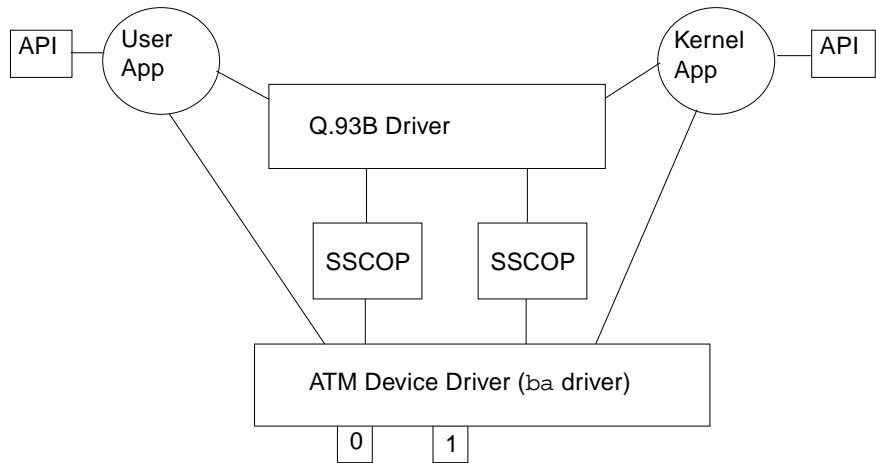 API
User
App
Kernel
App
API
Q.93B Driver
SSCOP
SSCOP
ATM Device Driver (ba driver)
0
1